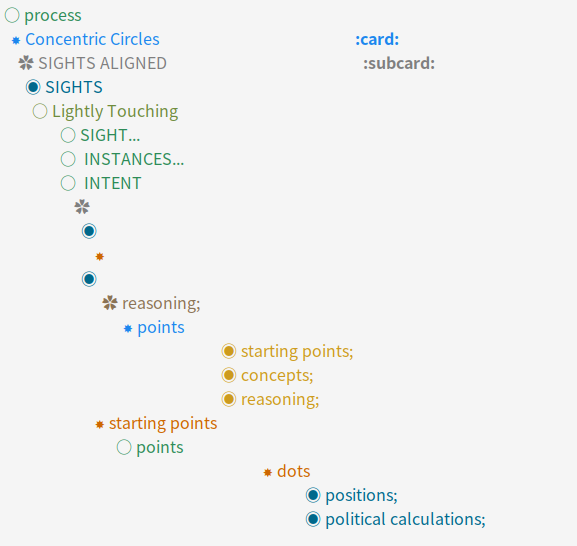 process
Concentric Circles :card:
SIGHTS ALIGNED :subcard:
SIGHTS
Lightly Touching
SIGHT...
INSTANCES...
INTENT
reasoning;
points
starting points;
concepts;
reasoning;
starting points
points
dots
positions;
political calculations;